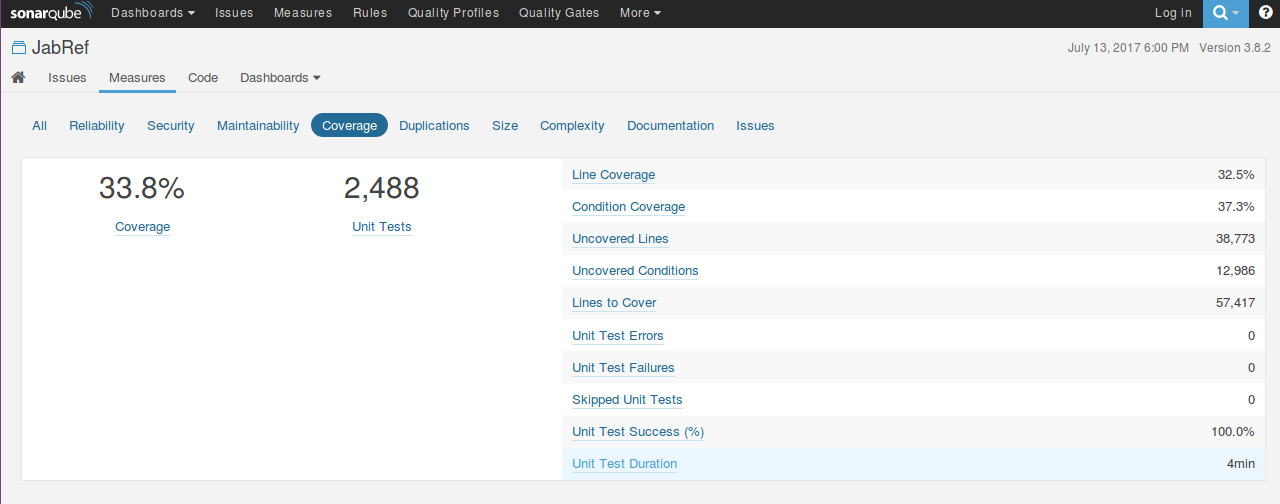 sonarqube Dashboards Issues Measures Rules Quality Profiles Quality Gates More Log in
JabRef July 13, 2017 6:00 PM Version 3.8.2
Issues Measures Code Dashboards
All Reliability Security Maintainability Coverage Duplications Size Complexity Documentation Issues
33.8% 2,488
Coverage Unit Tests
Line Coverage 32.5%
Condition Coverage 37.3%
Uncovered Lines 38,773
Uncovered Conditions 12,986
Lines to Cover 57,417
Unit Test Errors 0
Unit Test Failures 0
Skipped Unit Tests 0
Unit Test Success (%) 100.0%
Unit Test Duration 4min